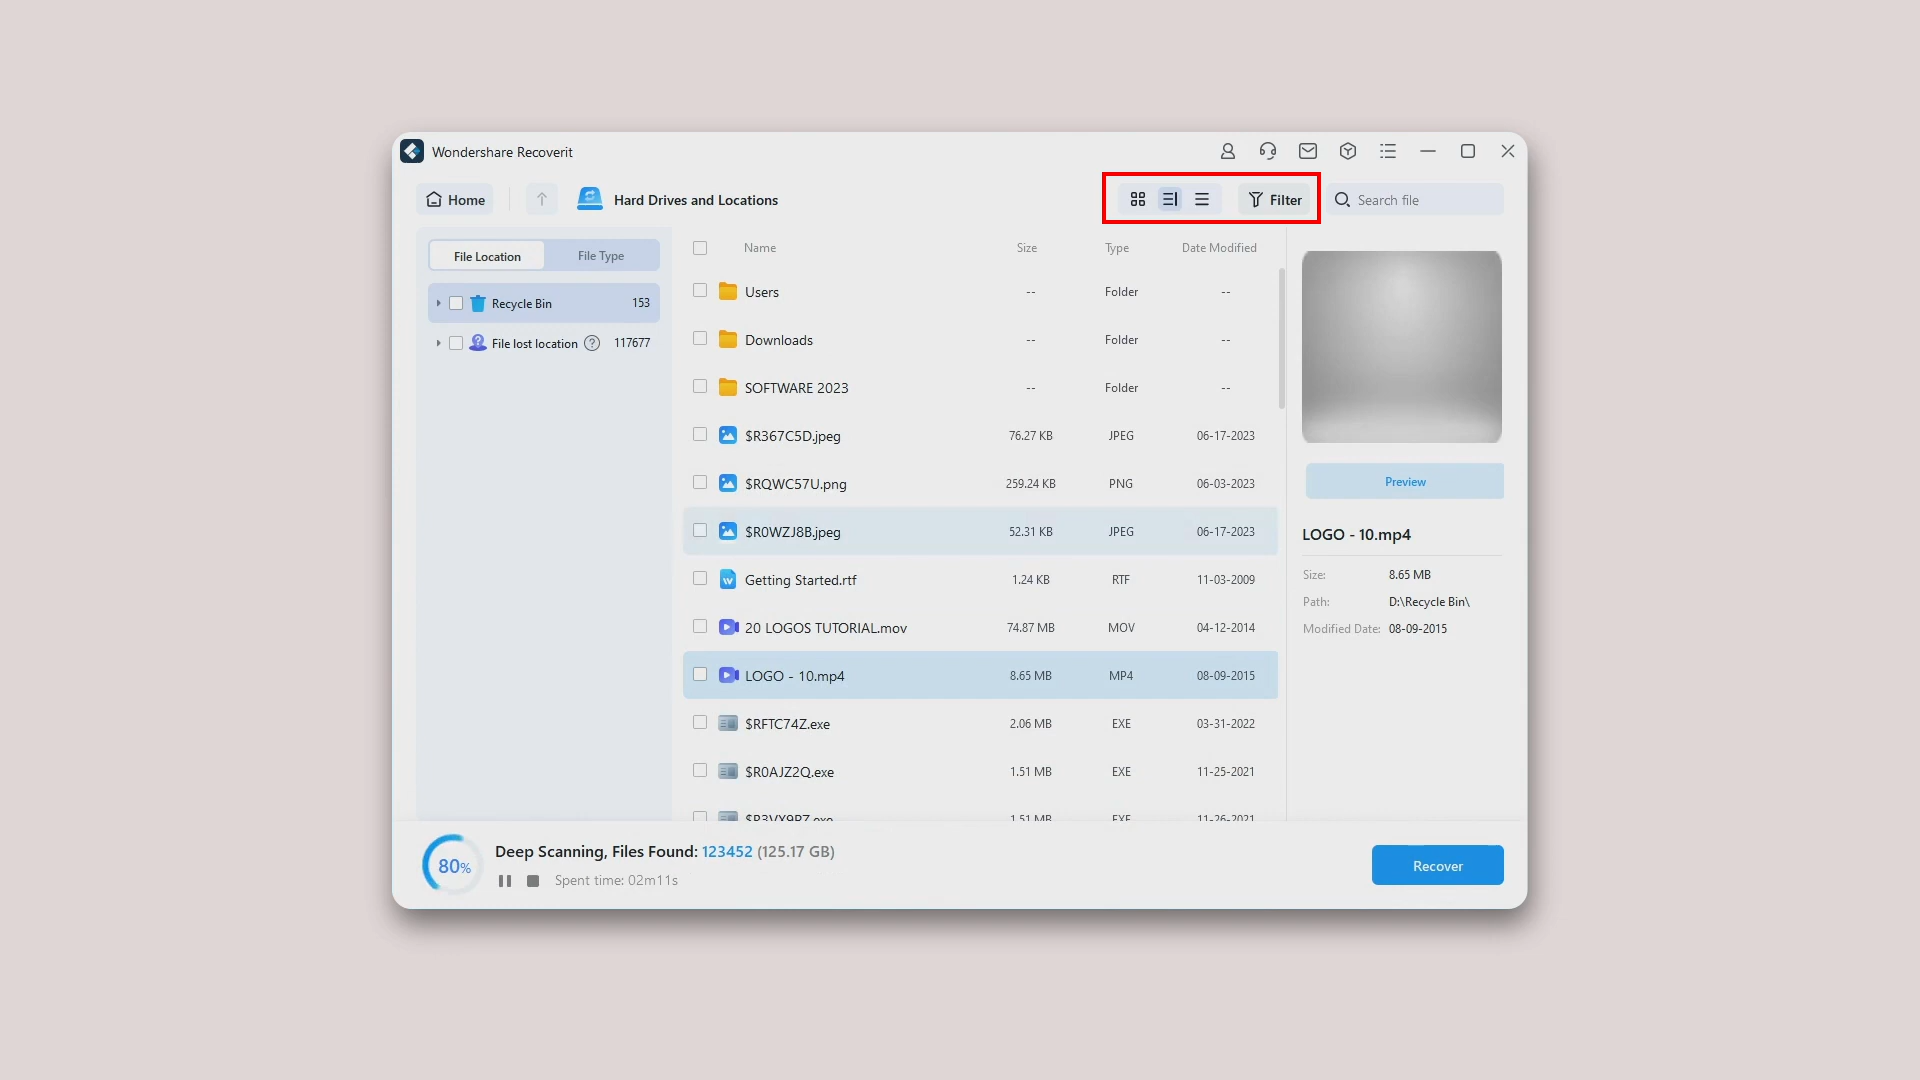 Wondershare Recoverit
Home
Hard Drives and Locations
Filter
Search file
File Location
File Type
Recycle Bin 153
File lost location ? 117677
Name Size Type Date Modified
Users -- Folder --
Downloads -- Folder --
SOFTWARE 2023 -- Folder --
$R367C5D.jpeg 76.27 KB JPEG 06-17-2023
$RQWC57U.png 259.24 KB PNG 06-03-2023
$R0WZJ8B.jpeg 52.31 KB JPEG 06-17-2023
Getting Started.rtf 1.24 KB RTF 11-03-2009
20 LOGOS TUTORIAL.mov 74.87 MB MOV 04-12-2014
LOGO - 10.mp4 8.65 MB MP4 08-09-2015
$RFTC74Z.exe 2.06 MB EXE 03-31-2022
$R0AJZ2Q.exe 1.51 MB EXE 11-25-2021
1.51 MB EXE 11-26-2021
Preview
LOGO - 10.mp4
Size: 8.65 MB
Path: D:\Recycle Bin\
Modified Date: 08-09-2015
80%
Deep Scanning, Files Found: 123452 (125.17 GB)
Spent time: 02m11s
Recover